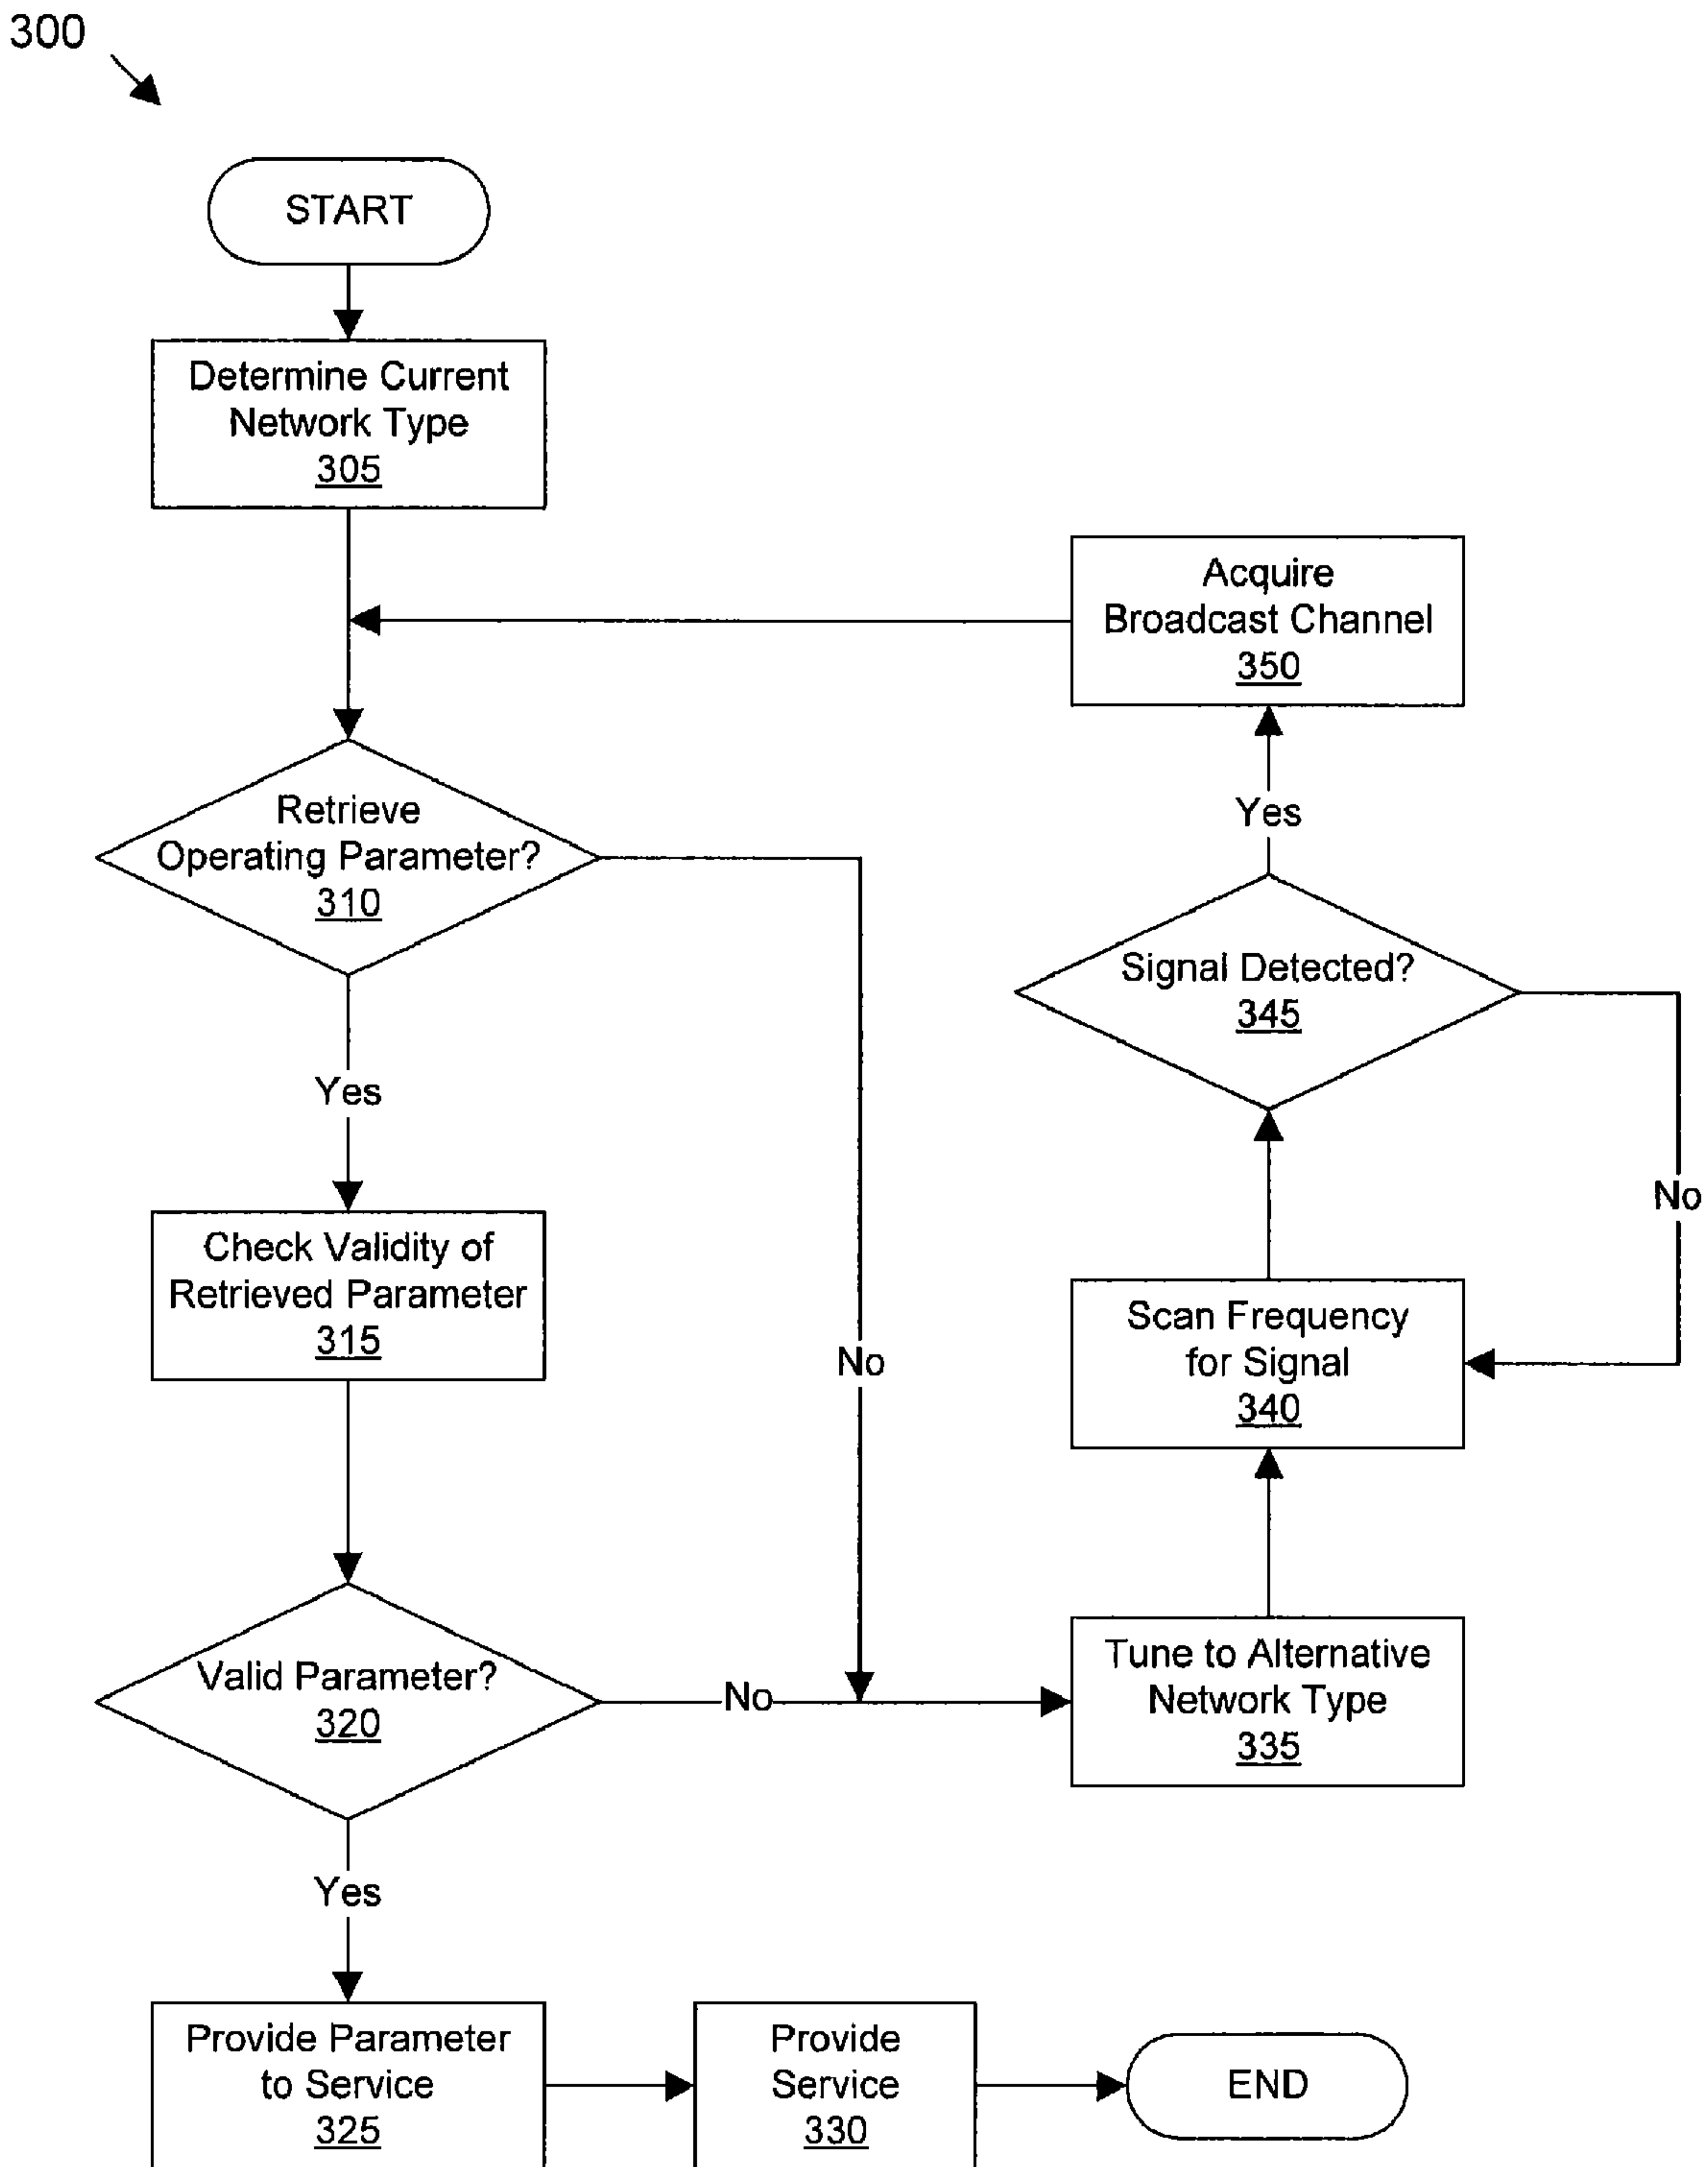 300
START
Determine Current
Network Type
305
Acquire
Broadcast Channel
350
Retrieve
Operating Parameter?
310
Yes
Signal Detected?
345
Yes
No
Check Validity of
Retrieved Parameter
315
No
Scan Frequency
for Signal
340
Valid Parameter?
320
No
Tune to Alternative
Network Type
335
Yes
Provide Parameter
to Service
325
Provide
Service
330
END